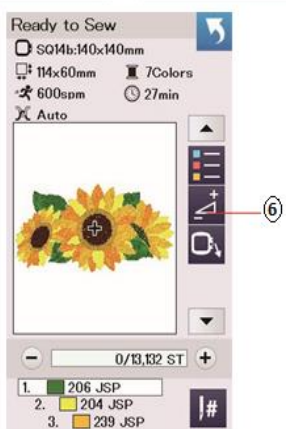 Ready to Sew
SQ14b:140x140mm
114x60mm 7Colors
600spm 27min
Auto
6
− 0/13,132 ST +
1. 206 JSP
2. 204 JSP
3. 239 JSP
#